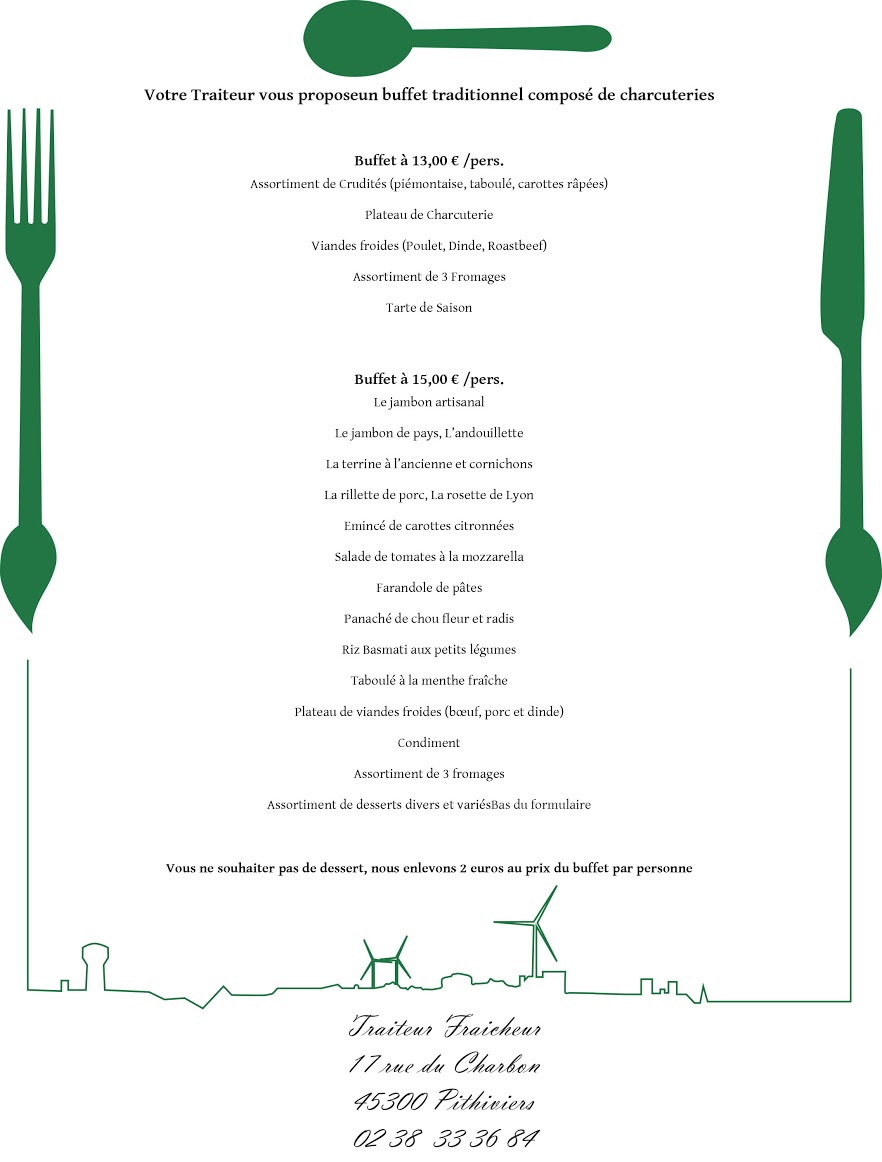 Votre Traiteur vous proposeun buffet traditionnel composé de charcuteries
Buffet à 13,00 € /pers.
Assortiment de Crudités (piémontaise, taboulé, carottes râpées)
Plateau de Charcuterie
Viandes froides (Poulet, Dinde, Roastbeef)
Assortiment de 3 Fromages
Tarte de Saison
Buffet à 15,00 € /pers.
Le jambon artisanal
Le jambon de pays, L’andouillette
La terrine à l’ancienne et cornichons
La rillette de porc, La rosette de Lyon
Emincé de carottes citronnées
Salade de tomates à la mozzarella
Farandole de pâtes
Panaché de chou fleur et radis
Riz Basmati aux petits légumes
Taboulé à la menthe fraîche
Plateau de viandes froides (bœuf, porc et dinde)
Condiment
Assortiment de 3 fromages
Assortiment de desserts divers et variésBas du formulaire
Vous ne souhaiter pas de dessert, nous enlevons 2 euros au prix du buffet par personne
Traiteur Fraicheur
17 rue du Charbon
45300 Pithiviers
02 38 33 36 84